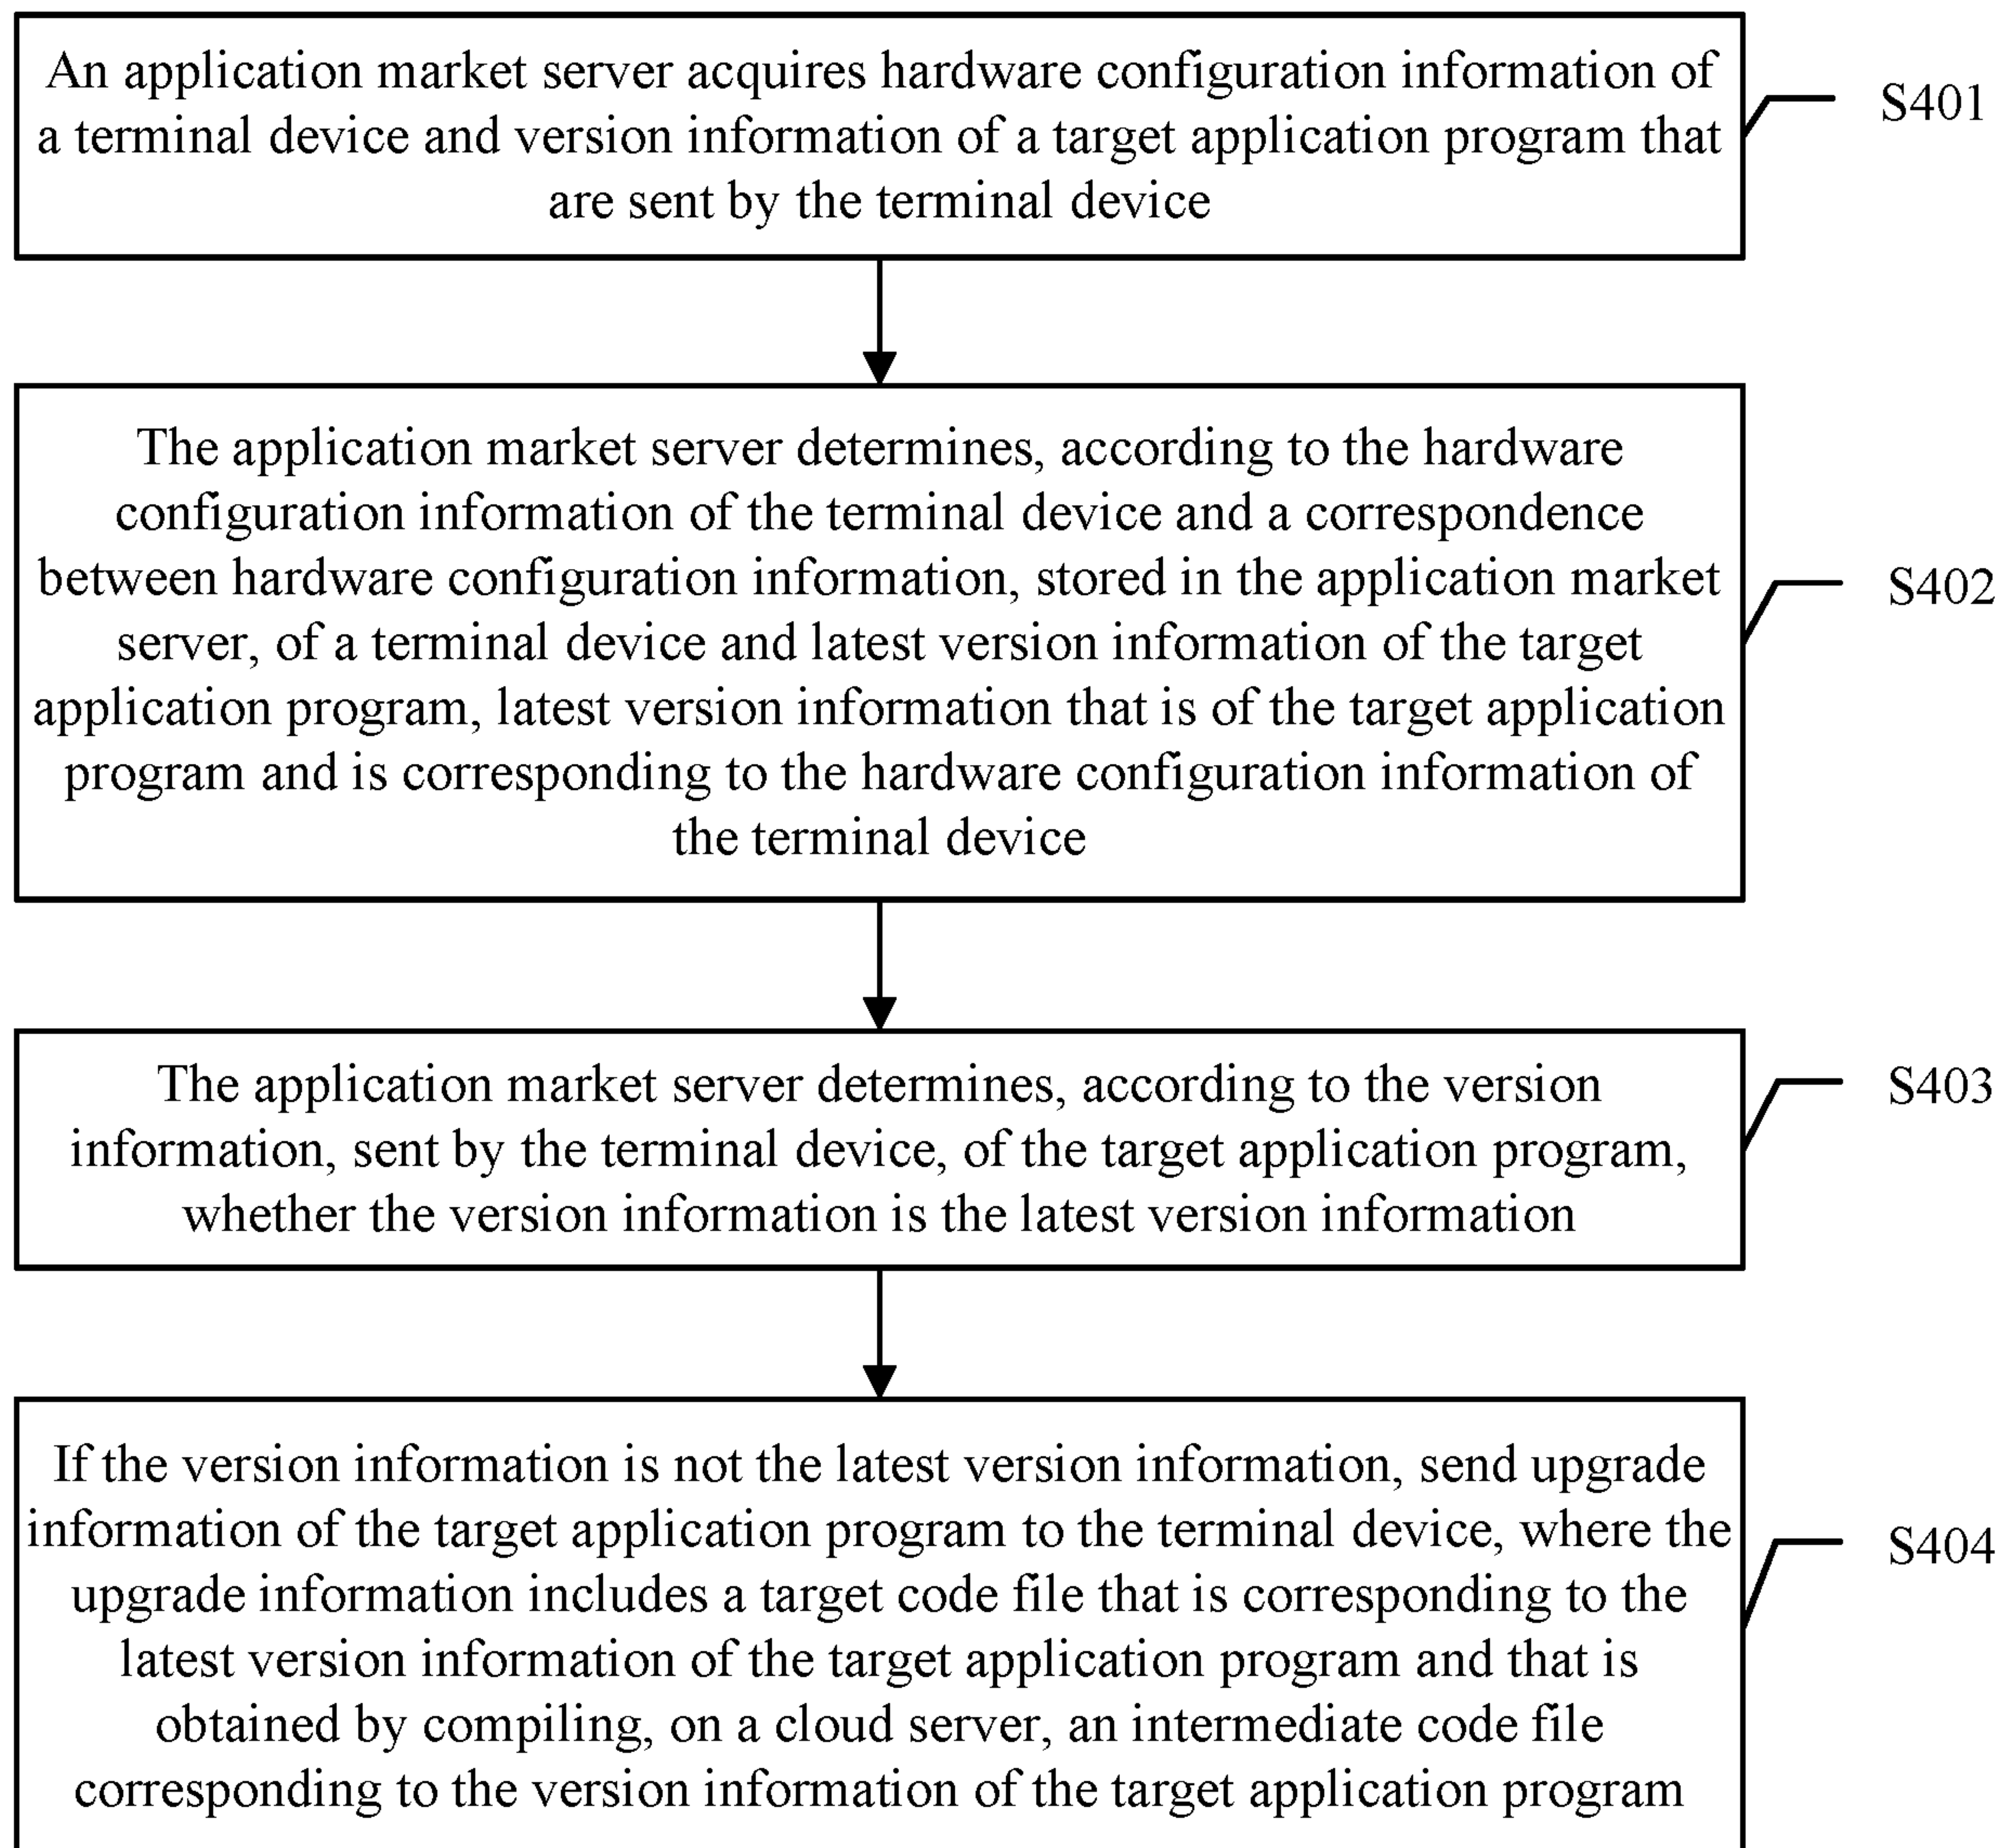 An application market server acquires hardware configuration information of
a terminal device and version information of a target application program that
are sent by the terminal device
S401
The application market server determines, according to the hardware
configuration information of the terminal device and a correspondence
between hardware configuration information, stored in the application market
server, of a terminal device and latest version information of the target
application program, latest version information that is of the target application
program and is corresponding to the hardware configuration information of
the terminal device
S402
The application market server determines, according to the version
information, sent by the terminal device, of the target application program,
whether the version information is the latest version information
S403
If the version information is not the latest version information, send upgrade
information of the target application program to the terminal device, where the
upgrade information includes a target code file that is corresponding to the
latest version information of the target application program and that is
obtained by compiling, on a cloud server, an intermediate code file
corresponding to the version information of the target application program
S404